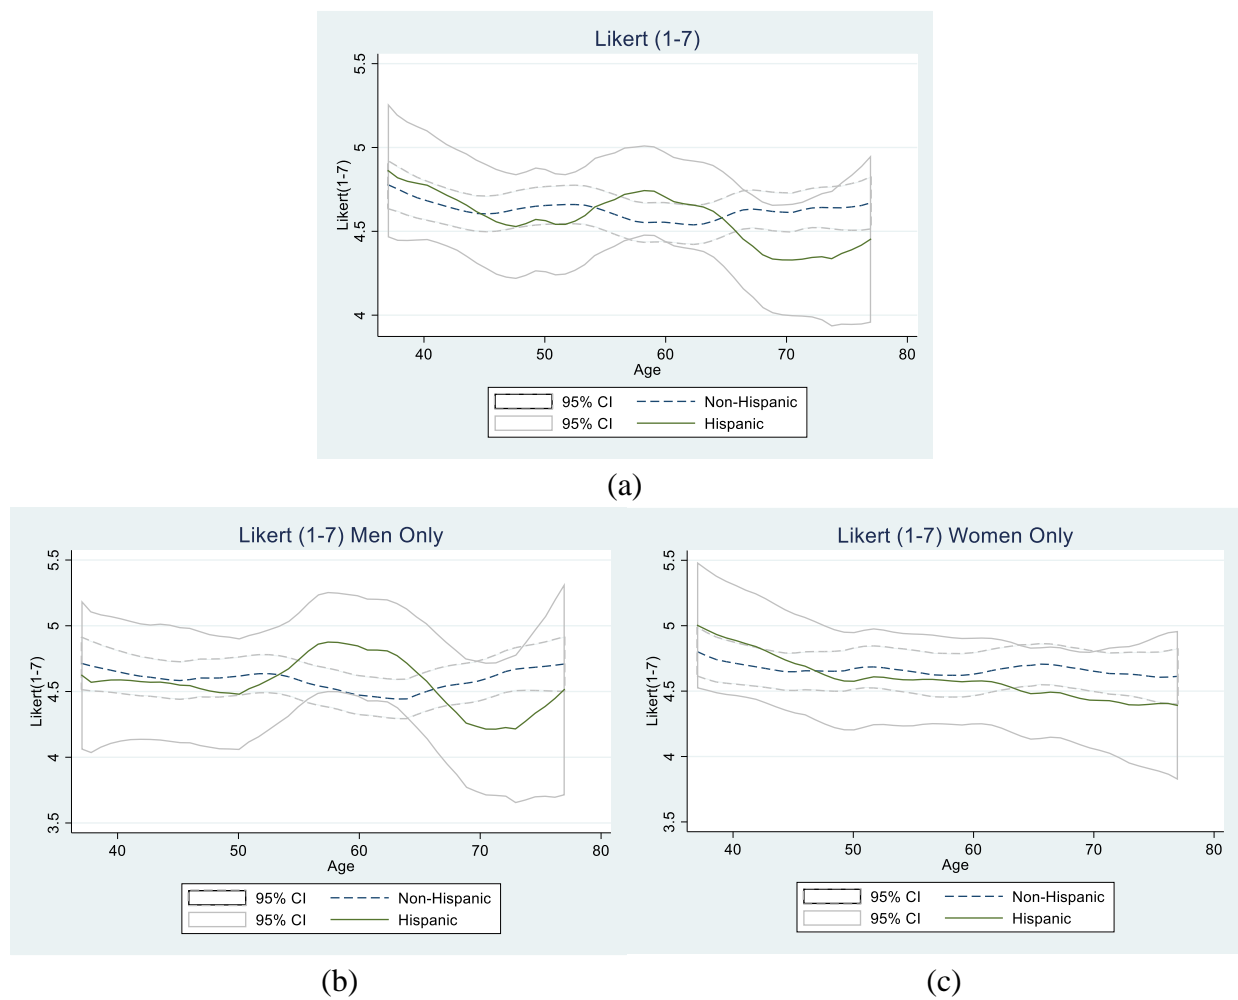 Likert (1-7)
5.5
5
4.5
4
Likert(1-7)
40 50 60 70 80
Age
95% CI Non-Hispanic
95% CI Hispanic
(a)
Likert (1-7) Men Only
5.5
5
4.5
4
3.5
Likert(1-7)
40 50 60 70 80
Age
95% CI Non-Hispanic
95% CI Hispanic
(b)
Likert (1-7) Women Only
5.5
5
4.5
4
3.5
Likert(1-7)
40 50 60 70 80
Age
95% CI Non-Hispanic
95% CI Hispanic
(c)